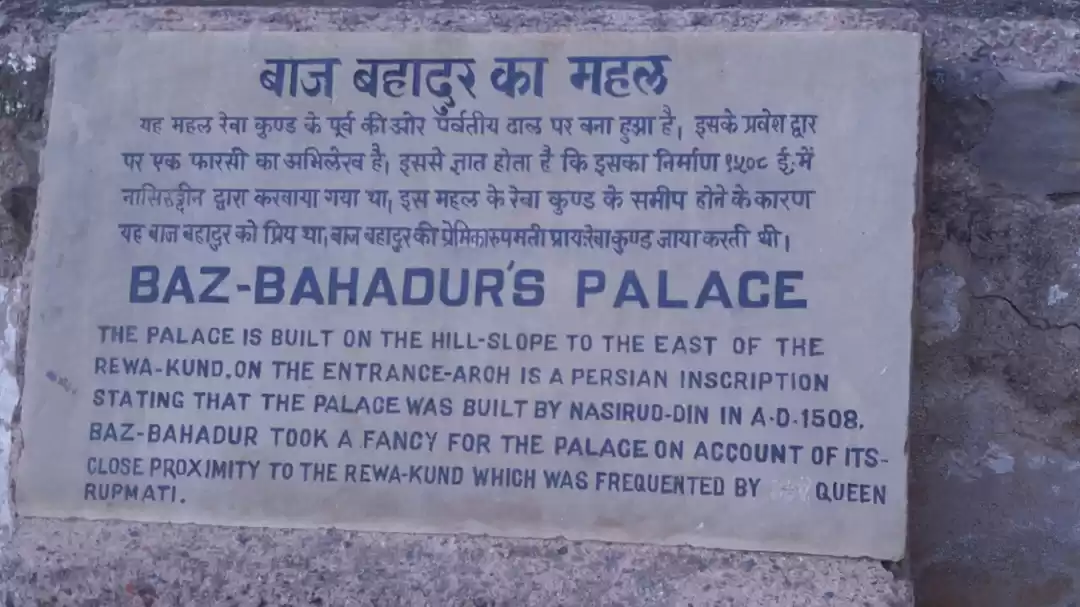 बाज बहादुर का महल
यह महल रेवा कुण्ड के पूर्व की ओर पर्वतीय ढाल पर बना हुआ है। इसके प्रवेश द्वार
पर एक फारसी का अभिलेख है। इससे ज्ञात होता है कि इसका निर्माण १५०८ ई. में
नासिरुद्दीन द्वारा करवाया गया था, इस महल के रेवा कुण्ड के समीप होने के कारण
यह बाज बहादुर को प्रिय था, बाज बहादुर की प्रेमिका रुपमती प्रायः रेवा कुण्ड जाया करती थी।
BAZ-BAHADUR'S PALACE
THE PALACE IS BUILT ON THE HILL-SLOPE TO THE EAST OF THE
REWA-KUND. ON THE ENTRANCE-ARCH IS A PERSIAN INSCRIPTION
STATING THAT THE PALACE WAS BUILT BY NASIRUD-DIN IN A.D.1508.
BAZ-BAHADUR TOOK A FANCY FOR THE PALACE ON ACCOUNT OF ITS-
CLOSE PROXIMITY TO THE REWA-KUND WHICH WAS FREQUENTED BY QUEEN
RUPMATI.